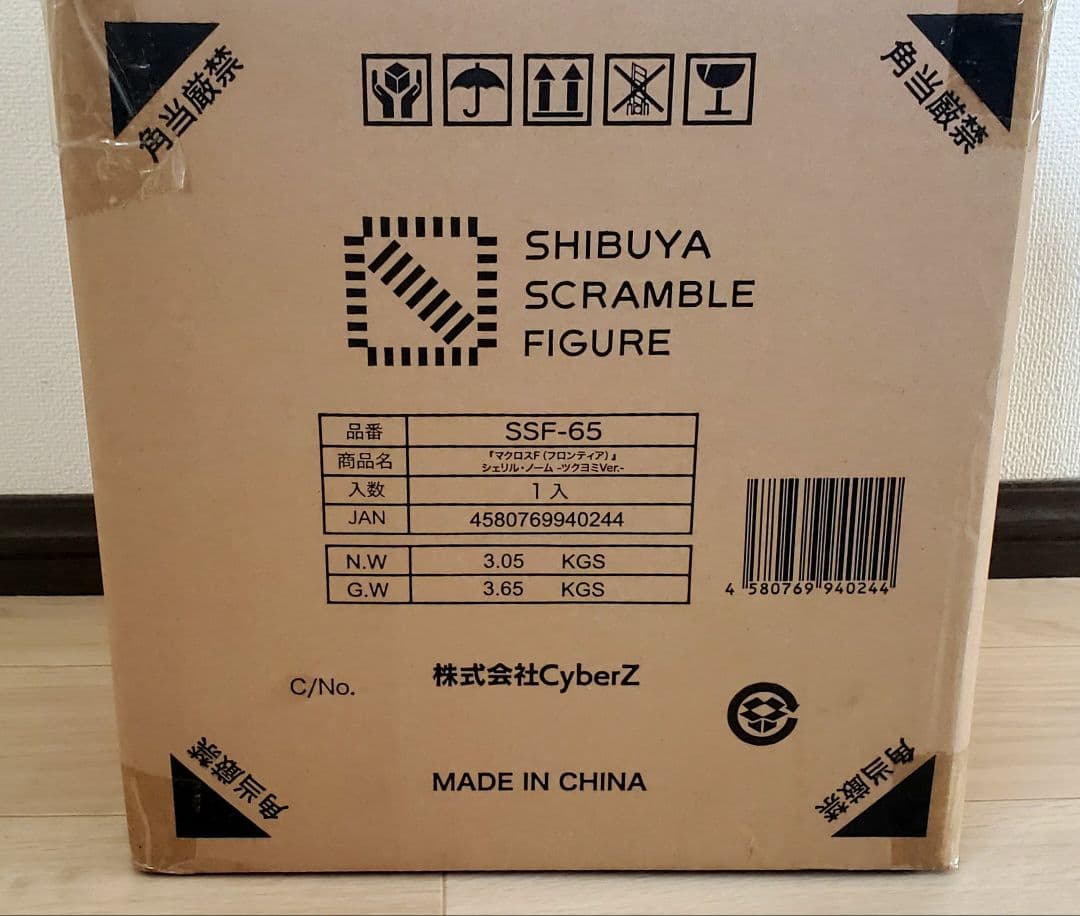 角当厳禁
角当厳禁
SHIBUYA
SCRAMBLE
FIGURE
品番 SSF-65
商品名 『マクロスF(フロンティア)』
シェリル・ノーム -ツクヨミVer.-
入数 1入
JAN 4580769940244
N.W 3.05 KGS
G.W 3.65 KGS
4 580769 940244
C/No.
株式会社CyberZ
MADE IN CHINA
角当厳禁
角当厳禁